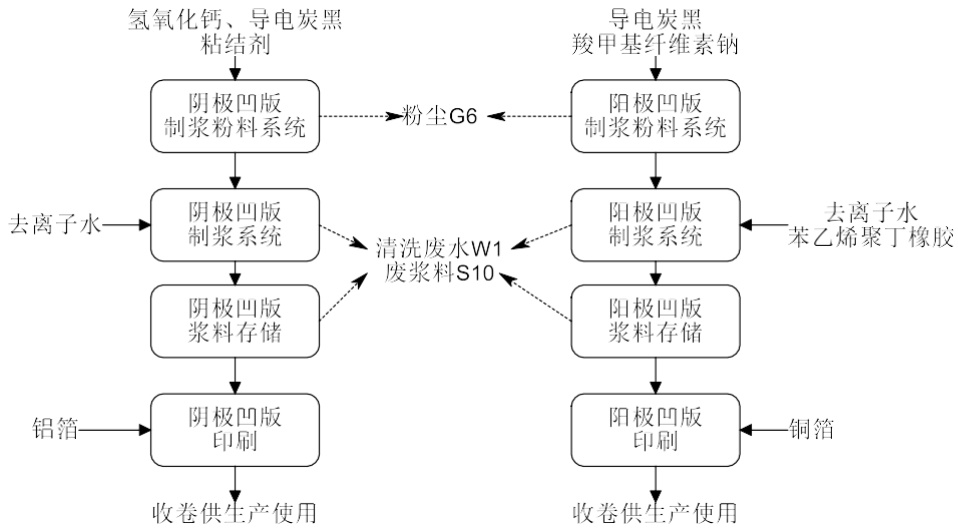 氢氧化钙、导电炭黑
粘结剂
导电炭黑
羧甲基纤维素钠
阴极凹版
制浆粉料系统
粉尘G6
阳极凹版
制浆粉料系统
去离子水
阴极凹版
制浆系统
清洗废水W1
废浆料S10
阳极凹版
制浆系统
去离子水
苯乙烯聚丁橡胶
阴极凹版
浆料存储
阳极凹版
浆料存储
铝箔
阴极凹版
印刷
阳极凹版
印刷
铜箔
收卷供生产使用
收卷供生产使用